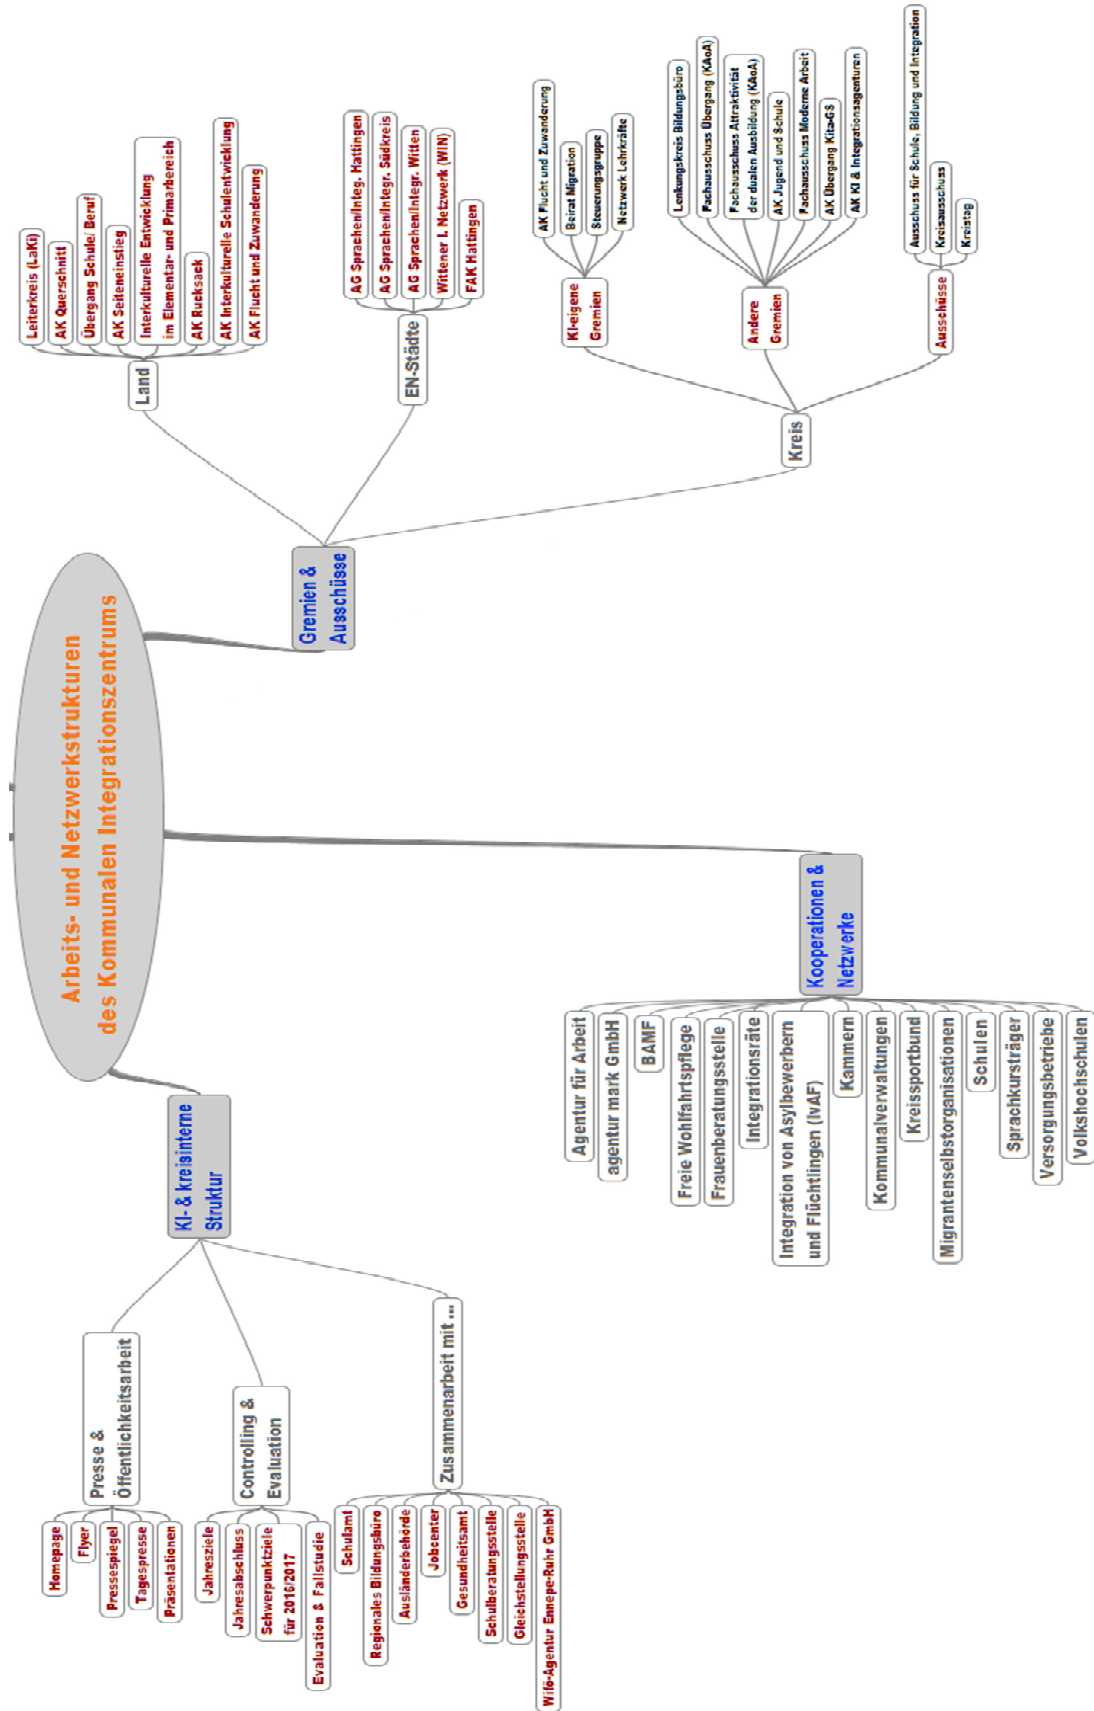 Arbeits- und Netzwerkstrukturen
des Kommunalen Integrationszentrums
KI- & kreisinterne
Struktur
Presse &
Öffentlichkeitsarbeit
Homepage
Flyer
Pressespiegel
Tagespresse
Präsentationen
Controlling &
Evaluation
Jahresziele
Jahresabschluss
Schwerpunktziele
für 2016/2017
Evaluation & Fallstudie
Zusammenarbeit mit ...
Schulamt
Regionales Bildungsbüro
Ausländerbehörde
Jobcenter
Gesundheitsamt
Schulberatungsstelle
Gleichstellungsstelle
Wifö-Agentur Ennepe-Ruhr GmbH
Kooperationen &
Netzwerke
Agentur für Arbeit
agentur mark GmbH
BAMF
Freie Wohlfahrtspflege
Frauenberatungsstelle
Integrationsräte
Integration von Asylbewerbern
und Flüchtlingen (IvAF)
Kammern
Kommunalverwaltungen
Kreissportbund
Migrantenselbstorganisationen
Schulen
Sprachkursträger
Versorgungsbetriebe
Volkshochschulen
Gremien &
Ausschüsse
Land
Leiterkreis (LaKi)
AK Querschnitt
Übergang Schule/ Beruf
AK Seiteneinstieg
Interkulturelle Entwicklung
im Elementar- und Primarbereich
AK Rucksack
AK Interkulturelle Schulentwicklung
AK Flucht und Zuwanderung
EN-Städte
AG Sprachen/Integ. Hattingen
AG Sprachen/Integr. Südkreis
AG Sprachen/Integr. Witten
Wittener I. Netzwerk (WIN)
FAK Hattingen
Kreis
KI-eigene
Gremien
AK Flucht und Zuwanderung
Beirat Migration
Steuerungsgruppe
Netzwerk Lehrkräfte
Andere
Gremien
Lenkungskreis Bildungsbüro
Fachausschuss Übergang (KAoA)
Fachausschuss Attraktivität
der dualen Ausbildung (KAoA)
AK Jugend und Schule
Fachausschuss Moderne Arbeit
AK Übergang Kita-GS
AK KI & Integrationsagenturen
Ausschüsse
Ausschuss für Schule, Bildung und Integration
Kreisausschuss
Kreistag